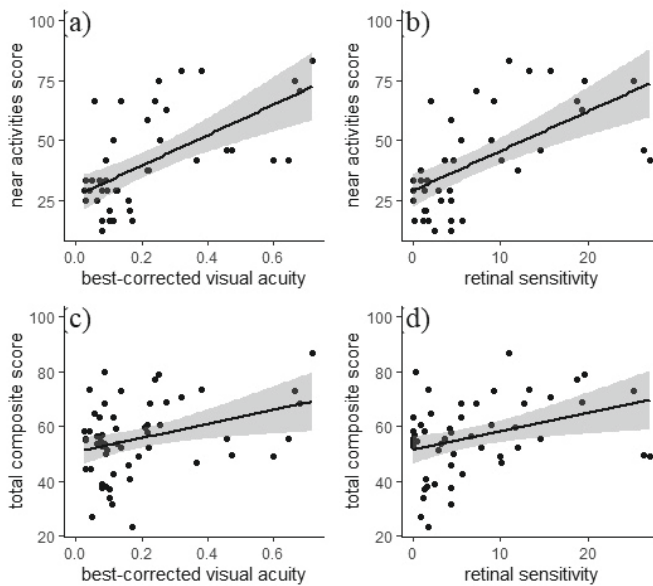 (a)
near activities score
100
75
50
25
0.0 0.2 0.4 0.6
best-corrected visual acuity
(b)
near activities score
100
75
50
25
0 10 20
retinal sensitivity
(c)
total composite score
100
80
60
40
20
0.0 0.2 0.4 0.6
best-corrected visual acuity
(d)
total composite score
100
80
60
40
20
0 10 20
retinal sensitivity